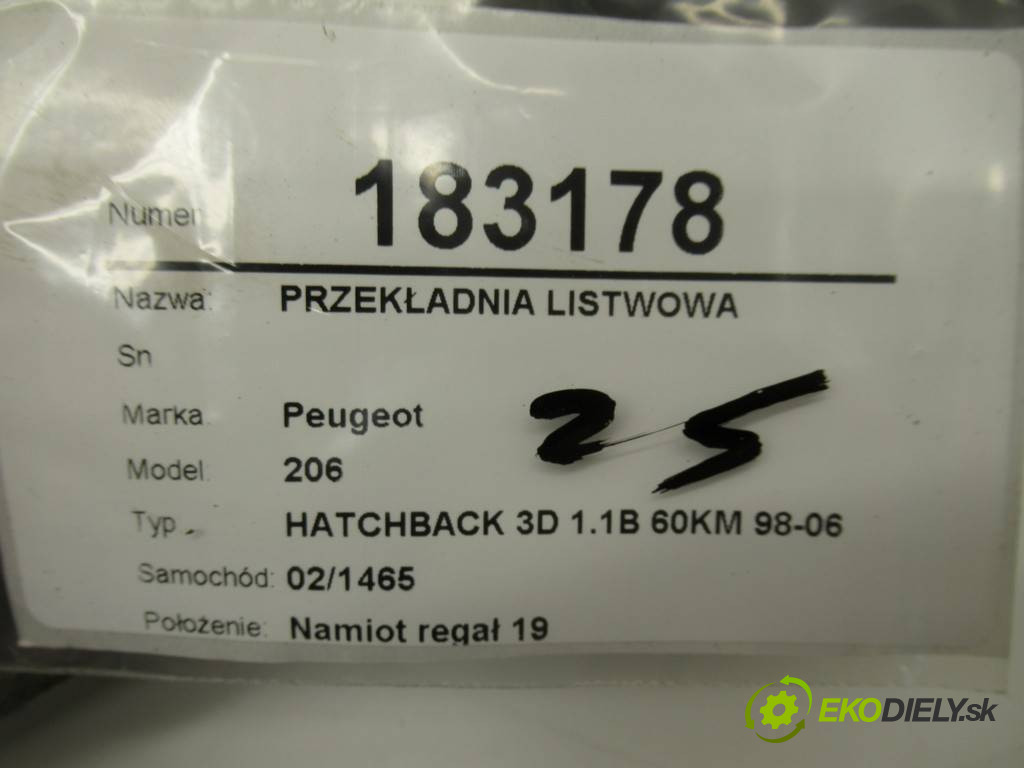 Numer 183178
Nazwa: PRZEKŁADNIA LISTWOWA
Sn
Marka Peugeot
25
Model: 206
Typ HATCHBACK 3D 1.1B 60KM 98-06
Samochód: 02/1465
Położenie: Namiot regał 19
EKODIELY.sk